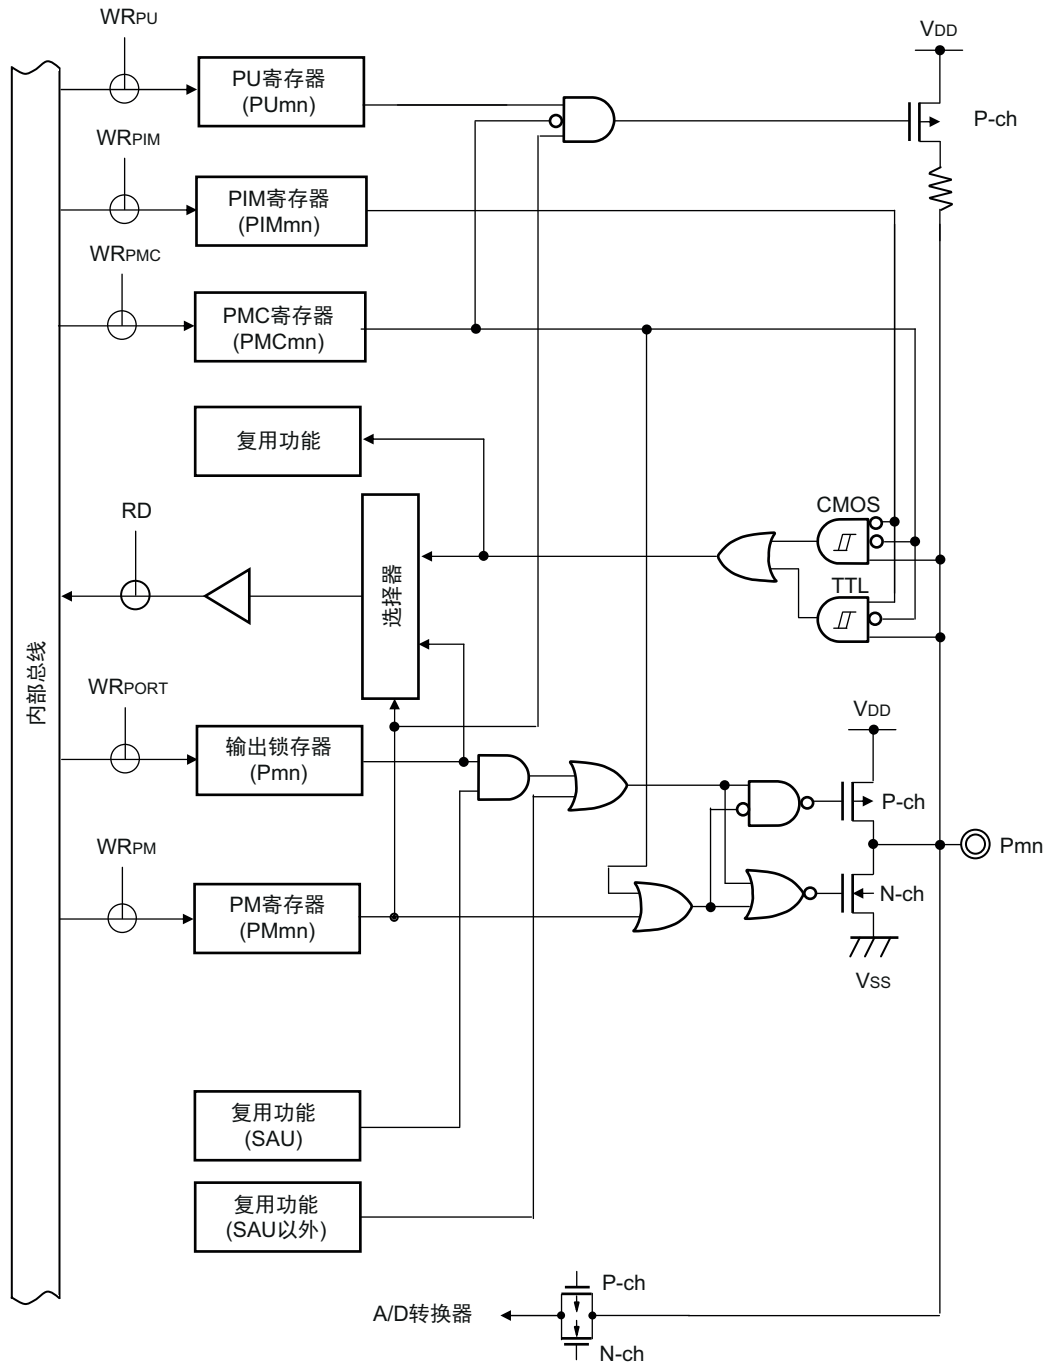 WRPU
VDD
PU寄存器
(PUmn)
P-ch
WRPIM
PIM寄存器
(PIMmn)
WRPMC
PMC寄存器
(PMCmn)
复用功能
CMOS
RD
选择器
TTL
内部总线
WRPORT
VDD
输出锁存器
(Pmn)
P-ch
Pmn
WRPM
N-ch
PM寄存器
(PMmn)
VSS
复用功能
(SAU)
复用功能
(SAU以外)
P-ch
A/D转换器
N-ch